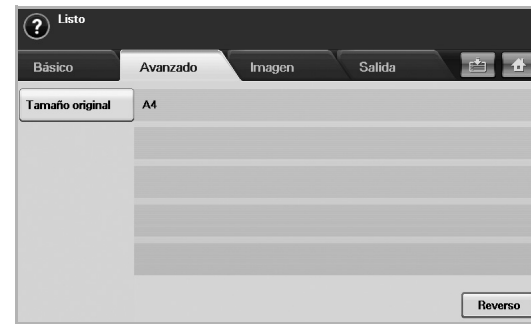 ? Listo
Básico Avanzado Imagen Salida
Tamaño original A4
Reverso